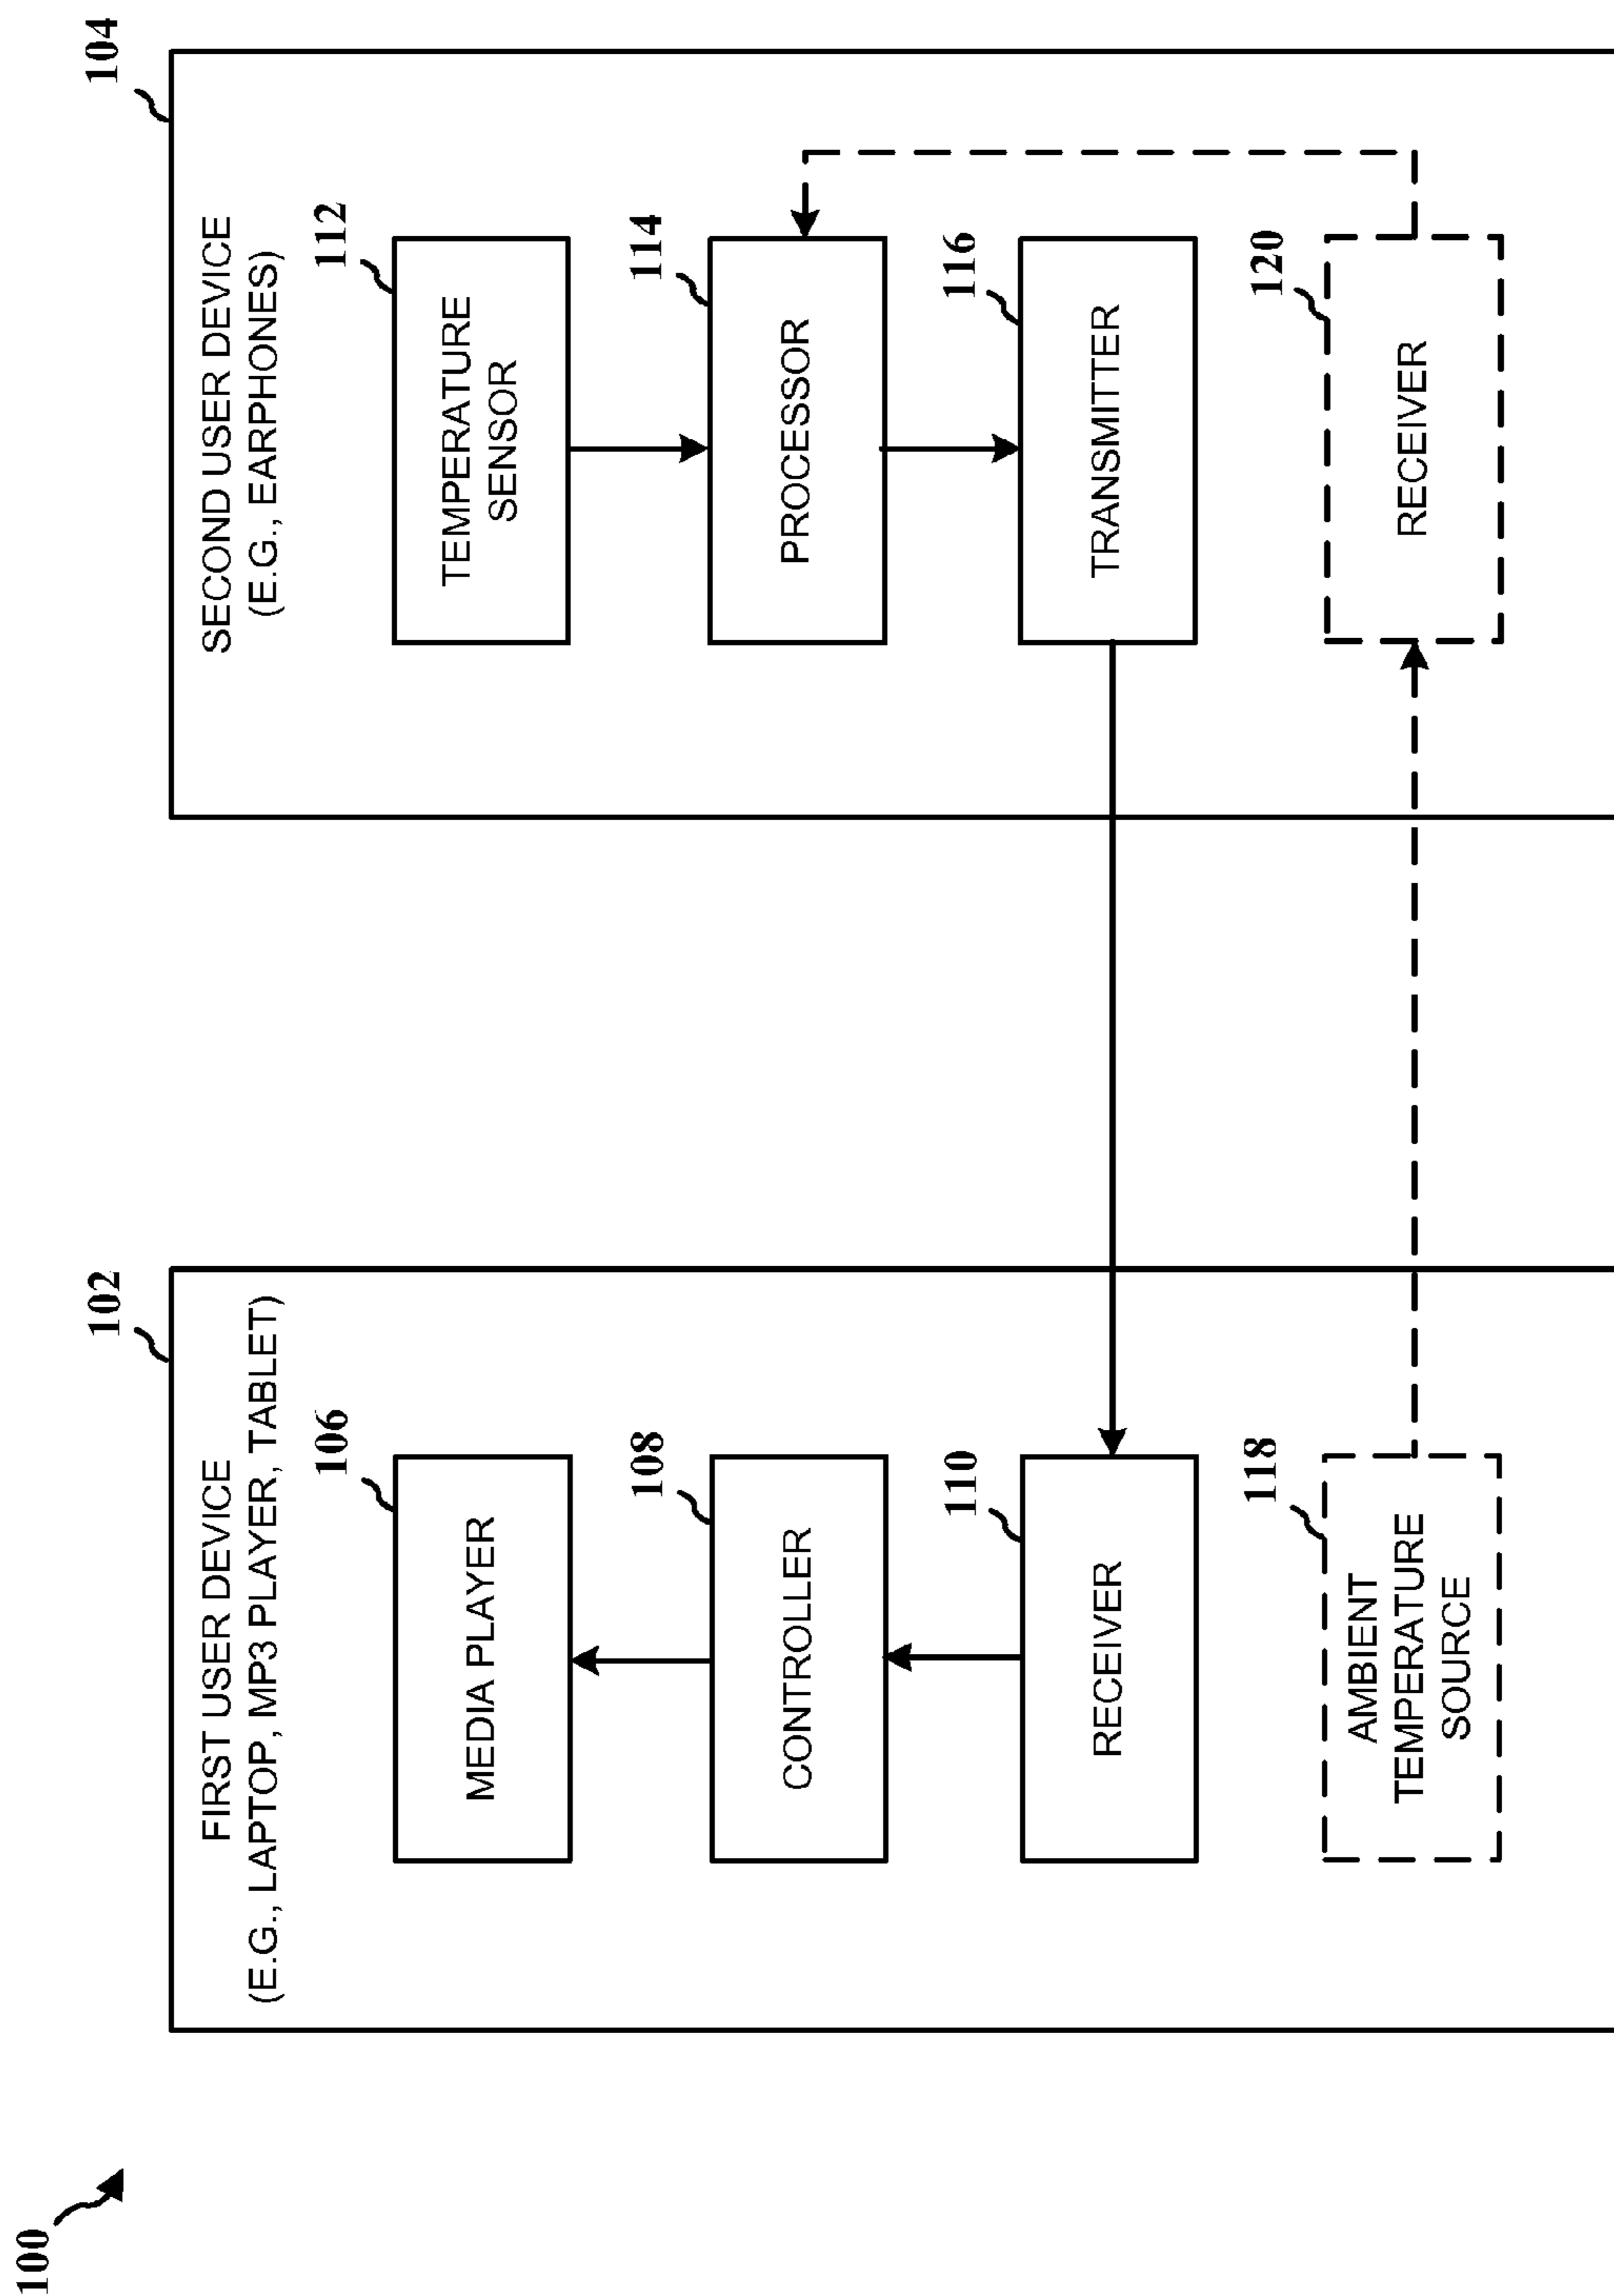 100
102
FIRST USER DEVICE
(E.G., LAPTOP, MP3 PLAYER, TABLET)
106
MEDIA PLAYER
108
CONTROLLER
110
RECEIVER
118
AMBIENT
TEMPERATURE
SOURCE
104
SECOND USER DEVICE
(E.G., EARPHONES)
112
TEMPERATURE
SENSOR
114
PROCESSOR
116
TRANSMITTER
120
RECEIVER